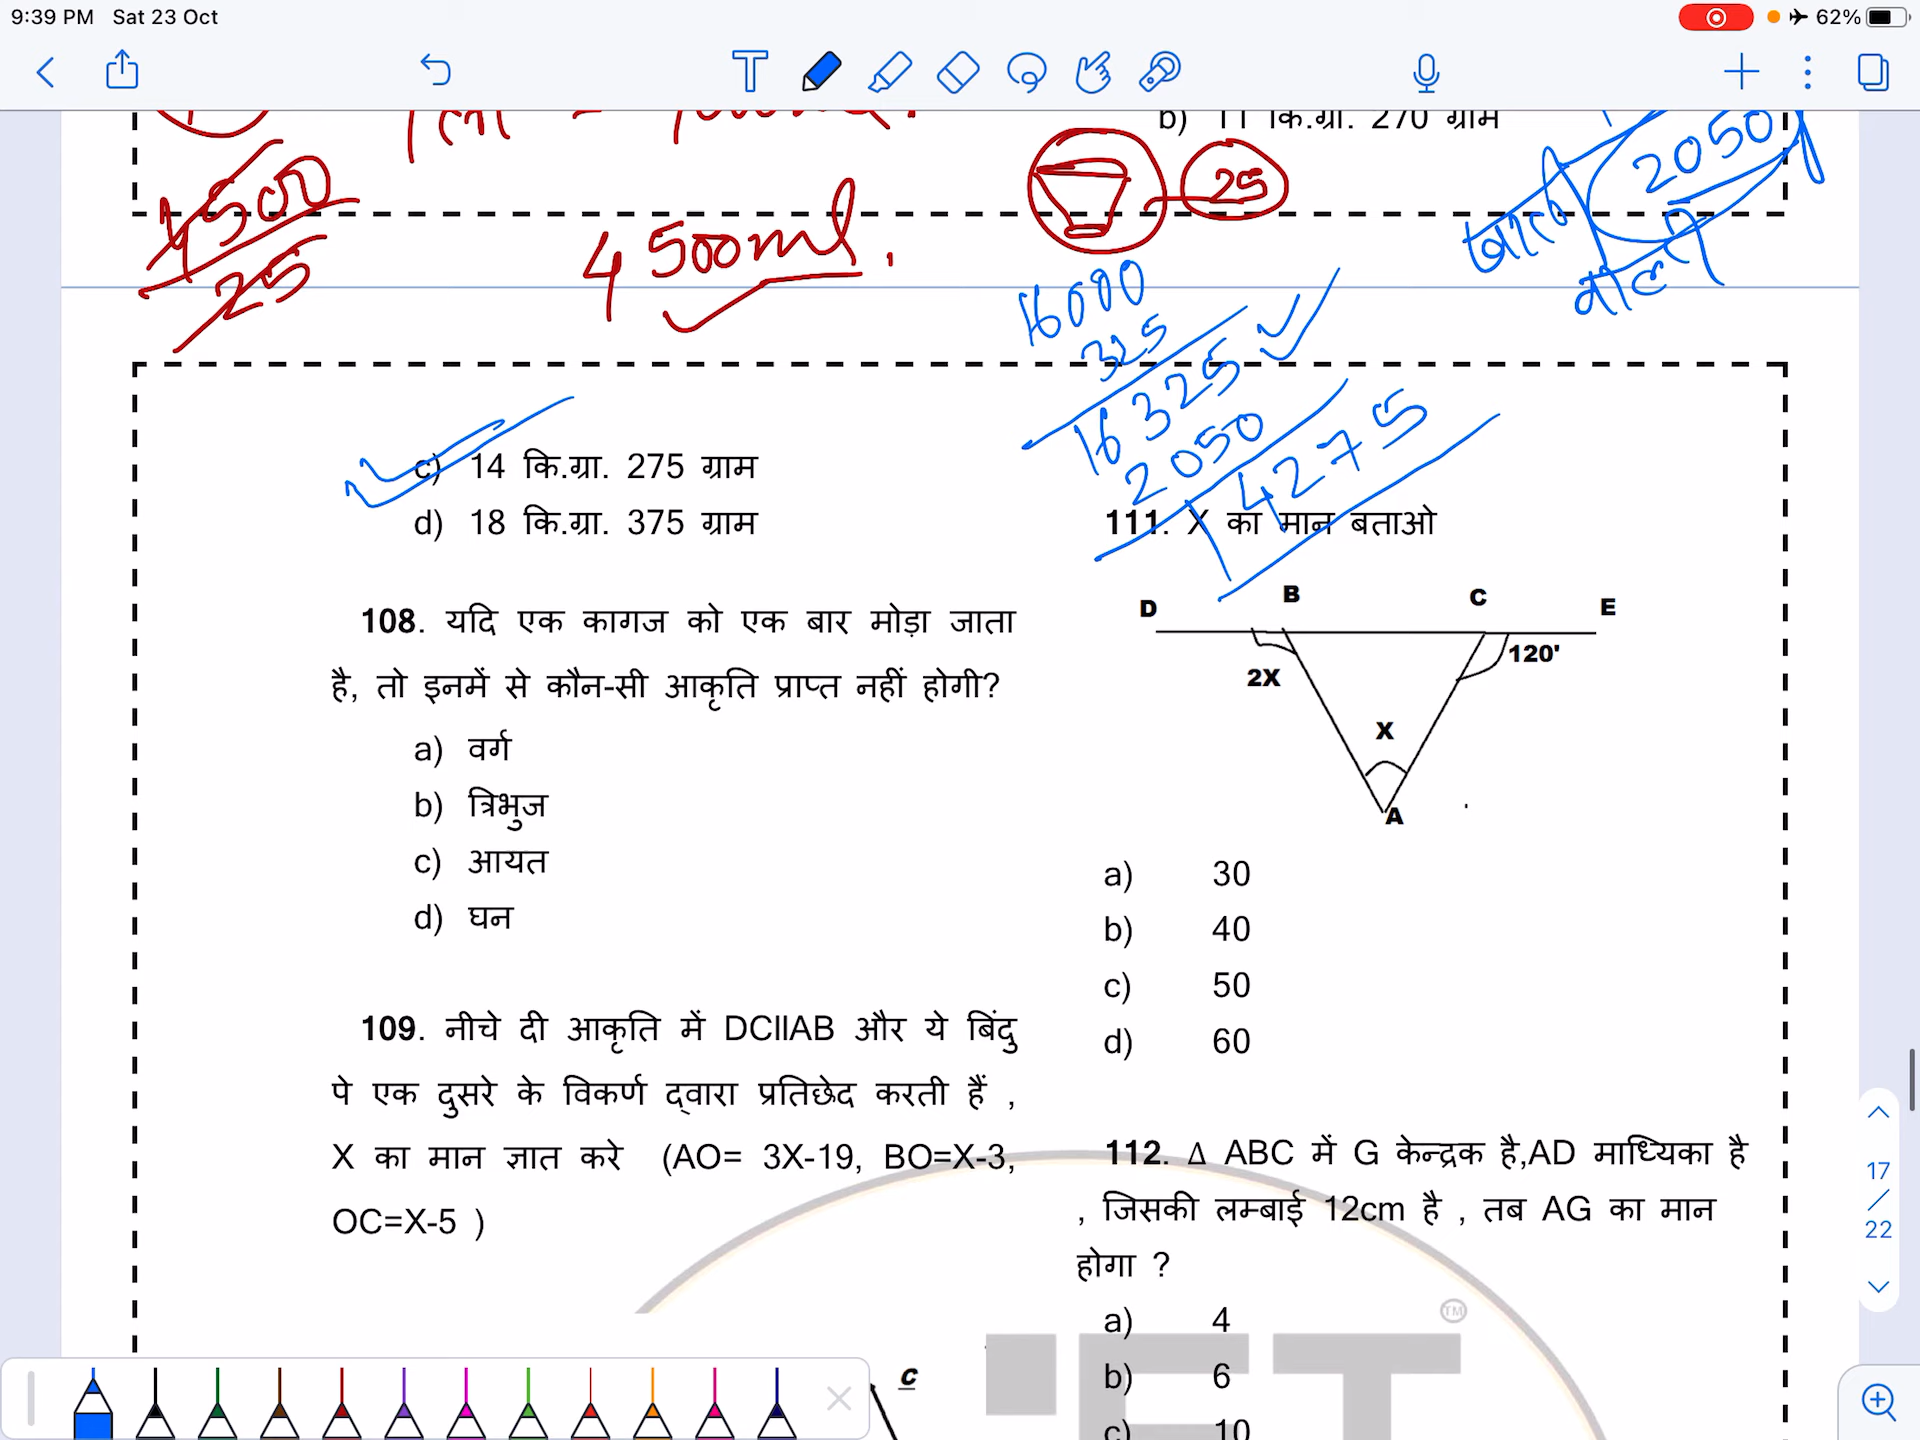 9:39 PM Sat 23 Oct
62%
b) 11 कि.ग्रा. 270 ग्राम
4500
25
4500ml.
25
2050
16000
325
16325
2050
14275
c) 14 कि.ग्रा. 275 ग्राम
d) 18 कि.ग्रा. 375 ग्राम
108. यदि एक कागज को एक बार मोड़ा जाता
है, तो इनमें से कौन-सी आकृति प्राप्त नहीं होगी?
a) वर्ग
b) त्रिभुज
c) आयत
d) घन
109. नीचे दी आकृति में DCIIAB और ये बिंदु
पे एक दुसरे के विकर्ण द्वारा प्रतिछेद करती हैं ,
X का मान ज्ञात करे (AO= 3X-19, BO=X-3,
OC=X-5 )
C
111. X का मान बताओ
D B C E
120'
2X
X
A
a) 30
b) 40
c) 50
d) 60
112. Δ ABC में G केन्द्रक है,AD माध्यिका है
, जिसकी लम्बाई 12cm है , तब AG का मान
होगा ?
a) 4
b) 6
c) 10
TM
17
/
22